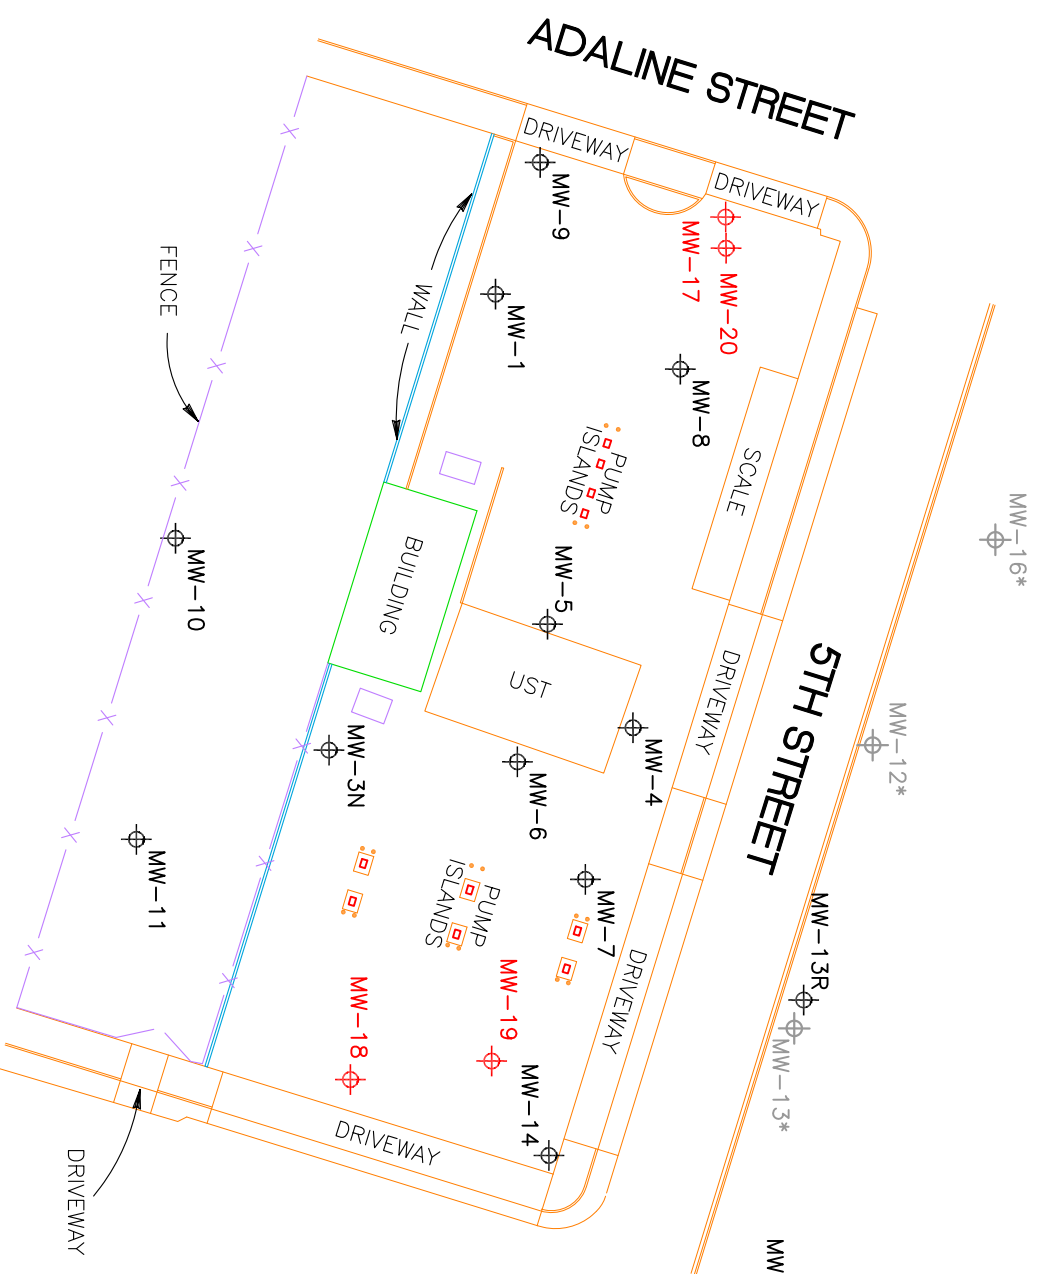 ADALINE STREET
DRIVEWAY
DRIVEWAY
MW-9
MW-17
MW-20
FENCE
WALL
MW-1
MW-8
SCALE
PUMP
ISLANDS
MW-16*
BUILDING
MW-10
MW-5
UST
DRIVEWAY
5TH STREET
MW-12*
MW-3N
MW-4
MW-6
MW-11
PUMP
ISLANDS
MW-7
MW-13R
DRIVEWAY
MW-19
MW-18
MW-13*
MW-14
DRIVEWAY
DRIVEWAY
MW